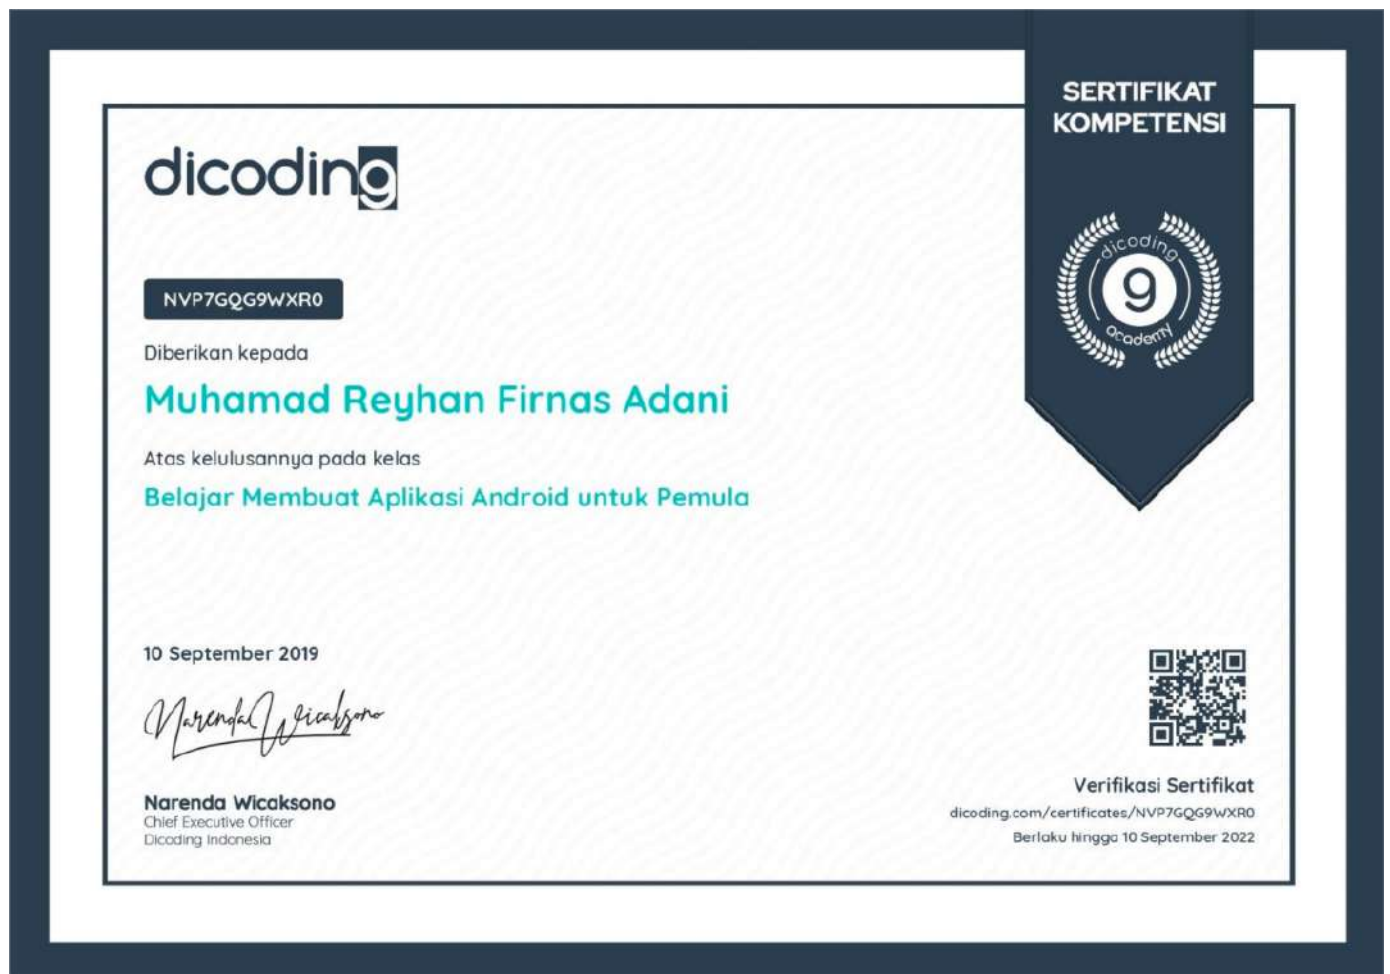 SERTIFIKAT
KOMPETENSI
dicoding
dicoding
9
academy
NVP7GQG9WXR0
Diberikan kepada
Muhamad Reyhan Firnas Adani
Atas kelulusannya pada kelas
Belajar Membuat Aplikasi Android untuk Pemula
10 September 2019
Narenda Wicaksono
Narenda Wicaksono
Chief Executive Officer
Dicoding Indonesia
Verifikasi Sertifikat
dicoding.com/certificates/NVP7GQG9WXR0
Berlaku hingga 10 September 2022